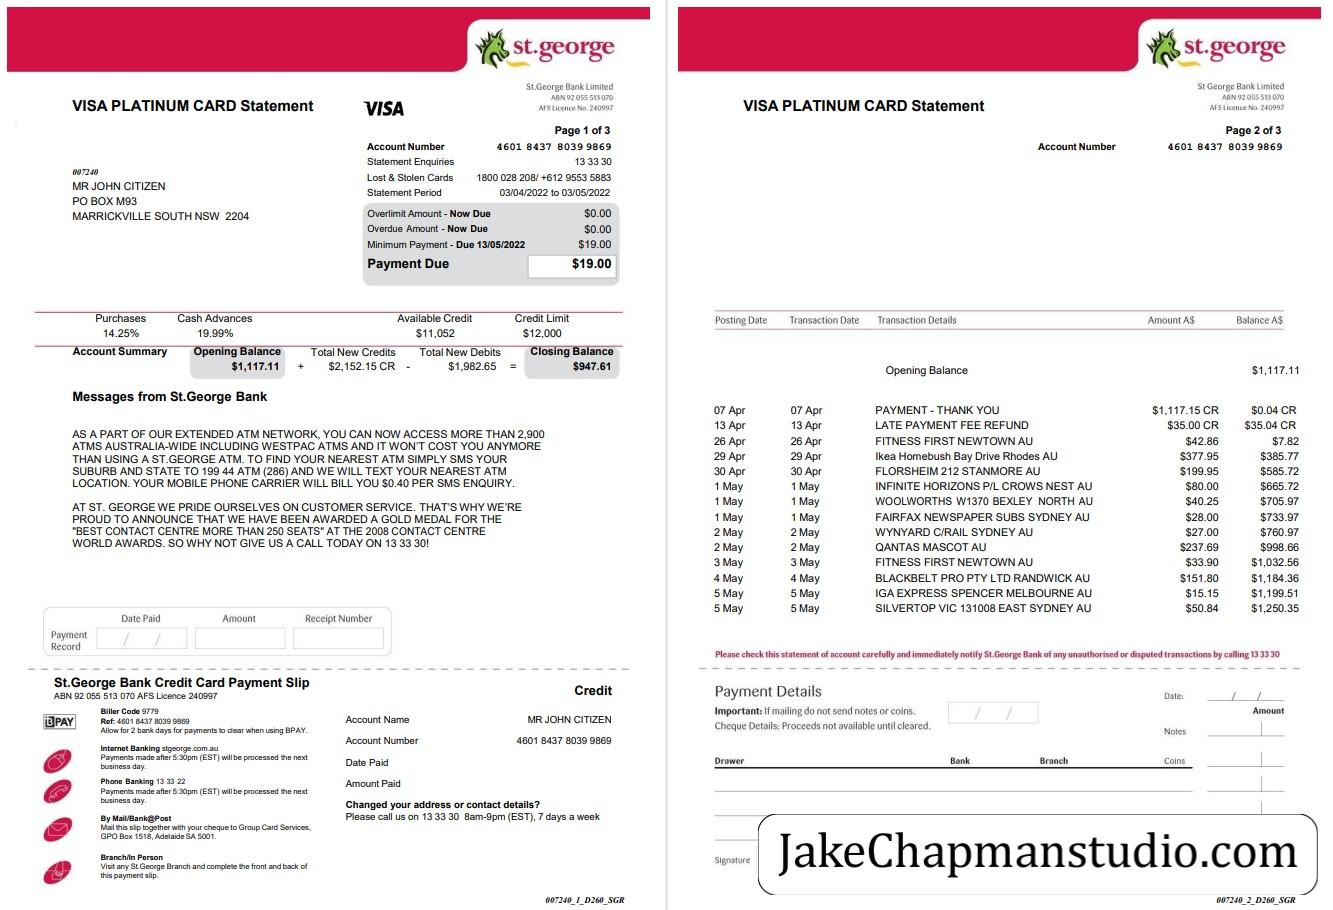 st.george
St.George Bank Limited
ABN 92 055 513 070
AFS Licence No. 240997
VISA PLATINUM CARD Statement
VISA
Page 1 of 3
Account Number 4601 8437 8039 9869
Statement Enquiries 13 33 30
Lost & Stolen Cards 1800 028 208/ +612 9553 5883
Statement Period 03/04/2022 to 03/05/2022
007240
MR JOHN CITIZEN
PO BOX M93
MARRICKVILLE SOUTH NSW 2204
Overlimit Amount - Now Due $0.00
Overdue Amount - Now Due $0.00
Minimum Payment - Due 13/05/2022 $19.00
Payment Due $19.00
Purchases Cash Advances Available Credit Credit Limit
14.25% 19.99% $11,052 $12,000
Account Summary Opening Balance Total New Credits Total New Debits Closing Balance
$1,117.11 + $2,152.15 CR - $1,982.65 = $947.61
Messages from St.George Bank
AS A PART OF OUR EXTENDED ATM NETWORK, YOU CAN NOW ACCESS MORE THAN 2,900
ATMS AUSTRALIA-WIDE INCLUDING WESTPAC ATMS AND IT WON'T COST YOU ANYMORE
THAN USING A ST.GEORGE ATM. TO FIND YOUR NEAREST ATM SIMPLY SMS YOUR
SUBURB AND STATE TO 199 44 ATM (286) AND WE WILL TEXT YOUR NEAREST ATM
LOCATION. YOUR MOBILE PHONE CARRIER WILL BILL YOU $0.40 PER SMS ENQUIRY.
AT ST. GEORGE WE PRIDE OURSELVES ON CUSTOMER SERVICE. THAT'S WHY WE'RE
PROUD TO ANNOUNCE THAT WE HAVE BEEN AWARDED A GOLD MEDAL FOR THE
"BEST CONTACT CENTRE MORE THAN 250 SEATS" AT THE 2008 CONTACT CENTRE
WORLD AWARDS. SO WHY NOT GIVE US A CALL TODAY ON 13 33 30!
Date Paid Amount Receipt Number
Payment
Record
/ /
St.George Bank Credit Card Payment Slip
ABN 92 055 513 070 AFS Licence 240997
Credit
BPAY
Biller Code 9779
Ref: 4601 8437 8039 9869
Allow for 2 bank days for payments to clear when using BPAY.
Internet Banking stgeorge.com.au
Payments made after 5:30pm (EST) will be processed the next
business day.
Phone Banking 13 33 22
Payments made after 5:30pm (EST) will be processed the next
business day.
By Mail/Bank@Post
Mail this slip together with your cheque to Group Card Services,
GPO Box 1518, Adelaide SA 5001.
Branch/In Person
Visit any St.George Branch and complete the front and back of
this payment slip.
Account Name MR JOHN CITIZEN
Account Number 4601 8437 8039 9869
Date Paid
Amount Paid
Changed your address or contact details?
Please call us on 13 33 30 8am-9pm (EST), 7 days a week
007240_1_D260_SGR
st.george
St.George Bank Limited
ABN 92 055 513 070
AFS Licence No. 240997
VISA PLATINUM CARD Statement
Page 2 of 3
Account Number 4601 8437 8039 9869
Posting Date Transaction Date Transaction Details Amount A$ Balance A$
Opening Balance $1,117.11
07 Apr 07 Apr PAYMENT - THANK YOU $1,117.15 CR $0.04 CR
13 Apr 13 Apr LATE PAYMENT FEE REFUND $35.00 CR $35.04 CR
26 Apr 26 Apr FITNESS FIRST NEWTOWN AU $42.86 $7.82
29 Apr 29 Apr Ikea Homebush Bay Drive Rhodes AU $377.95 $385.77
30 Apr 30 Apr FLORSHEIM 212 STANMORE AU $199.95 $585.72
1 May 1 May INFINITE HORIZONS P/L CROWS NEST AU $80.00 $665.72
1 May 1 May WOOLWORTHS W1370 BEXLEY NORTH AU $40.25 $705.97
1 May 1 May FAIRFAX NEWSPAPER SUBS SYDNEY AU $28.00 $733.97
2 May 2 May WYNYARD C/RAIL SYDNEY AU $27.00 $760.97
2 May 2 May QANTAS MASCOT AU $237.69 $998.66
3 May 3 May FITNESS FIRST NEWTOWN AU $33.90 $1,032.56
4 May 4 May BLACKBELT PRO PTY LTD RANDWICK AU $151.80 $1,184.36
5 May 5 May IGA EXPRESS SPENCER MELBOURNE AU $15.15 $1,199.51
5 May 5 May SILVERTOP VIC 131008 EAST SYDNEY AU $50.84 $1,250.35
Please check this statement of account carefully and immediately notify St.George Bank of any unauthorised or disputed transactions by calling 13 33 30
Payment Details
Date: / /
Important: If mailing do not send notes or coins.
Cheque Details: Proceeds not available until cleared.
/ /
Amount
Notes
Drawer Bank Branch Coins
Signature
JakeChapmanstudio.com
007240_2_D260_SGR